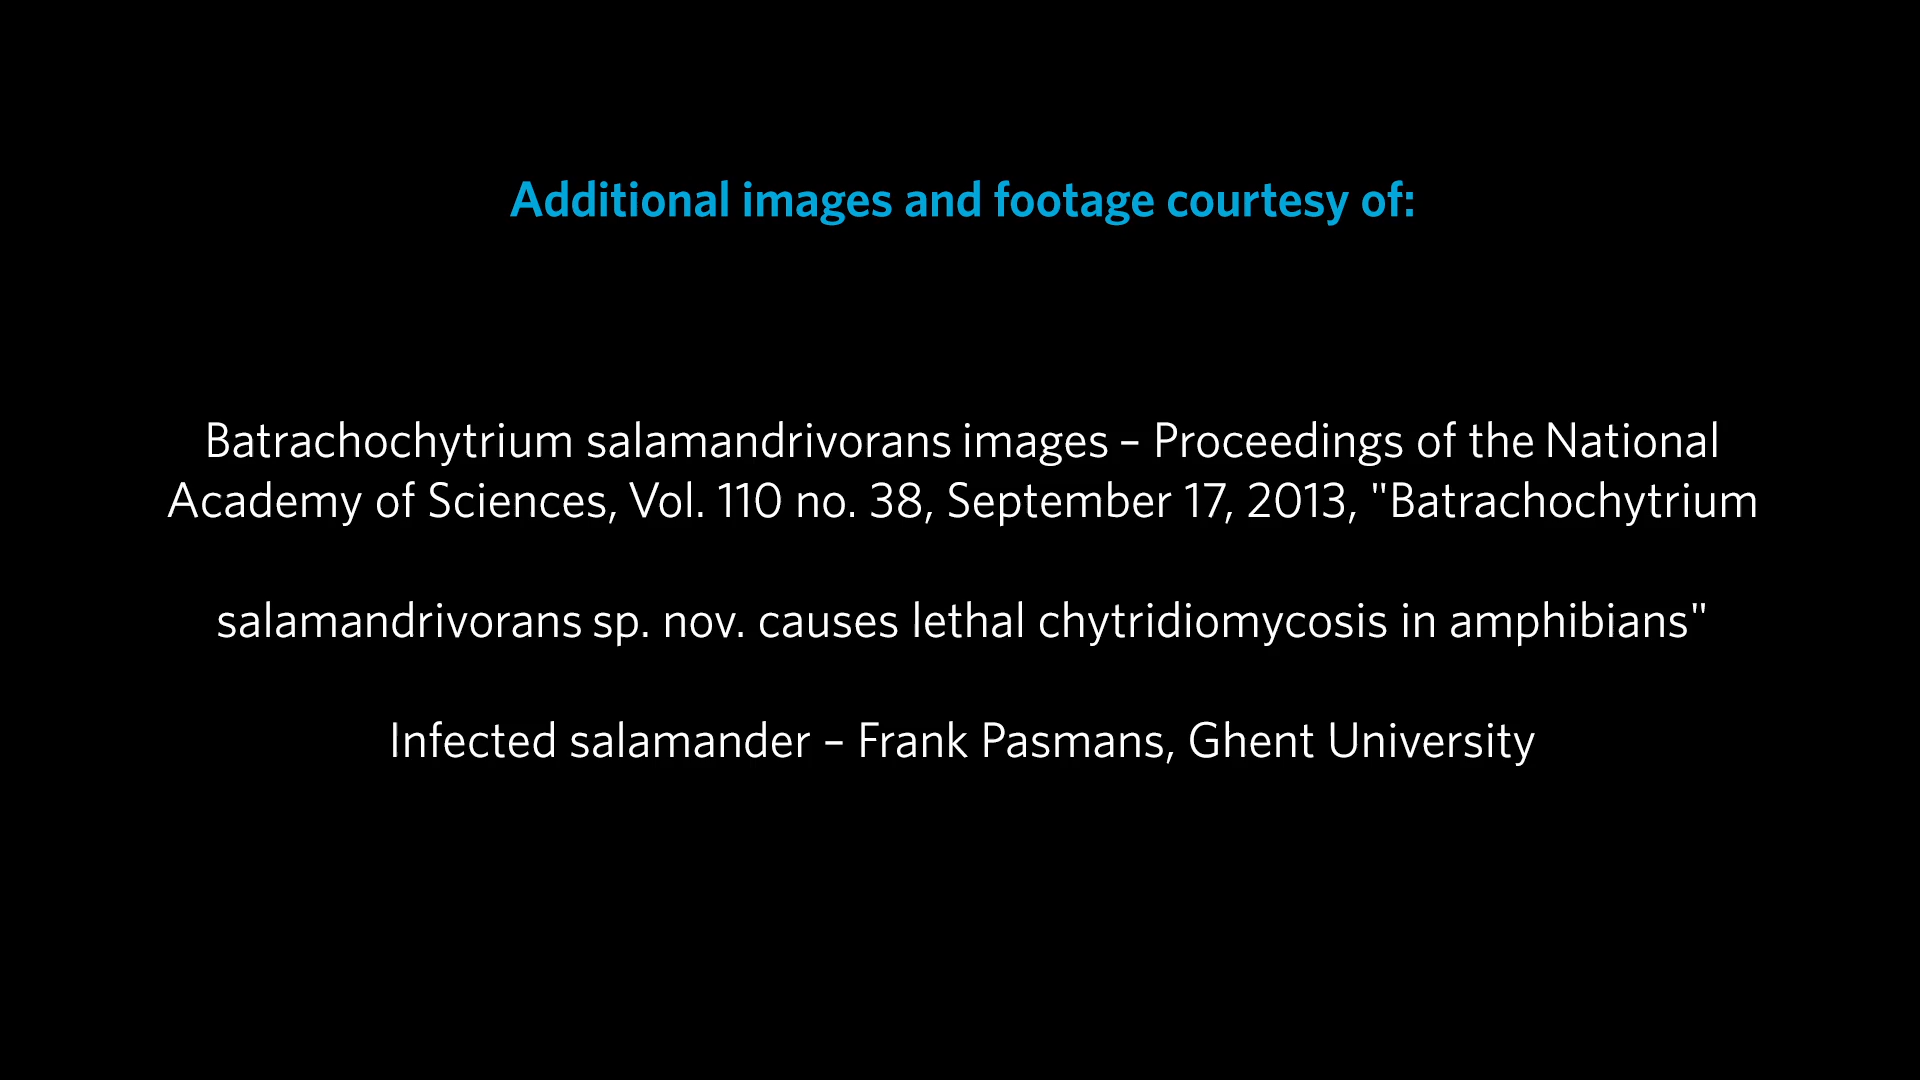 Additional images and footage courtesy of:
Batrachochytrium salamandrivorans images – Proceedings of the National
Academy of Sciences, Vol. 110 no. 38, September 17, 2013, "Batrachochytrium
salamandrivorans sp. nov. causes lethal chytridiomycosis in amphibians"
Infected salamander – Frank Pasmans, Ghent University